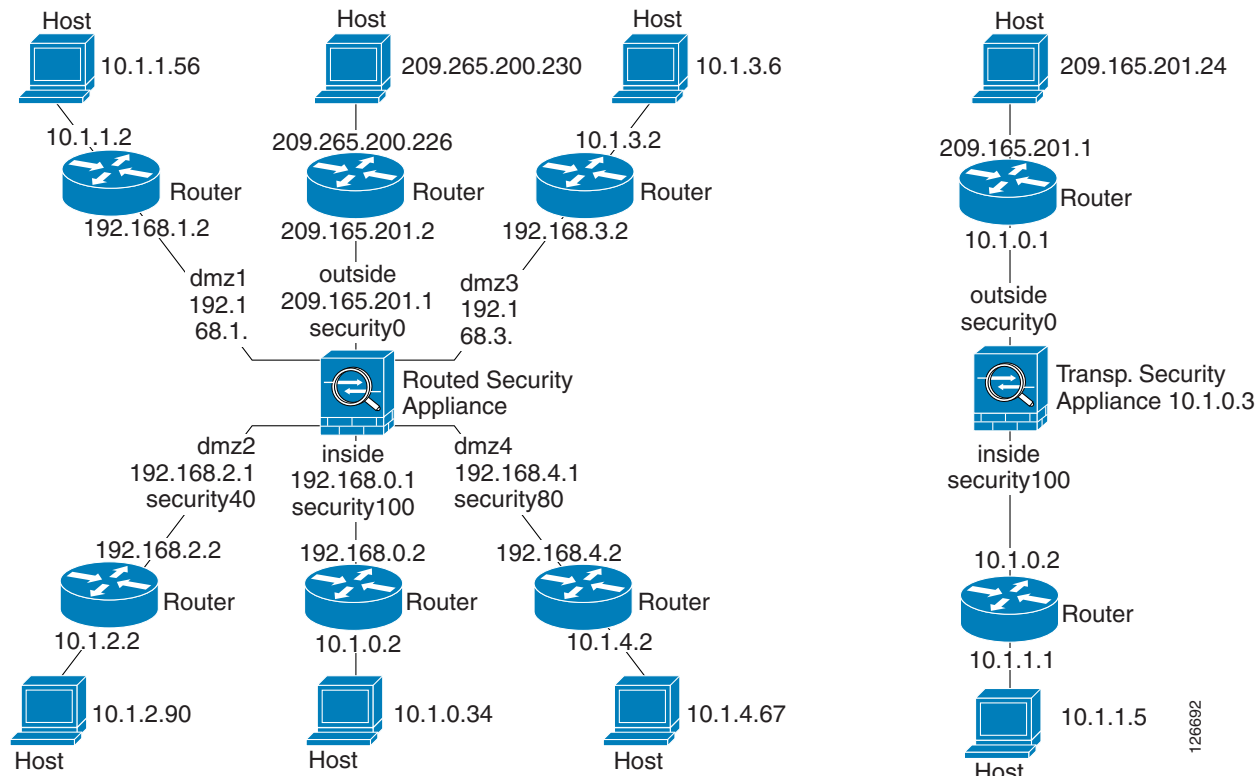 Host
10.1.1.56
10.1.1.2
Router
192.168.1.2
dmz1
192.1
68.1.
Host
209.265.200.230
209.265.200.226
Router
209.165.201.2
outside
209.165.201.1
security0
Host
10.1.3.6
10.1.3.2
Router
192.168.3.2
dmz3
192.1
68.3.
Routed Security
Appliance
dmz2
192.168.2.1
security40
192.168.2.2
Router
10.1.2.2
10.1.2.90
Host
inside
192.168.0.1
security100
192.168.0.2
Router
10.1.0.2
10.1.0.34
Host
dmz4
192.168.4.1
security80
192.168.4.2
Router
10.1.4.2
10.1.4.67
Host
Host
209.165.201.24
209.165.201.1
Router
10.1.0.1
outside
security0
Transp. Security
Appliance 10.1.0.3
inside
security100
10.1.0.2
Router
10.1.1.1
10.1.1.5
Host
126692